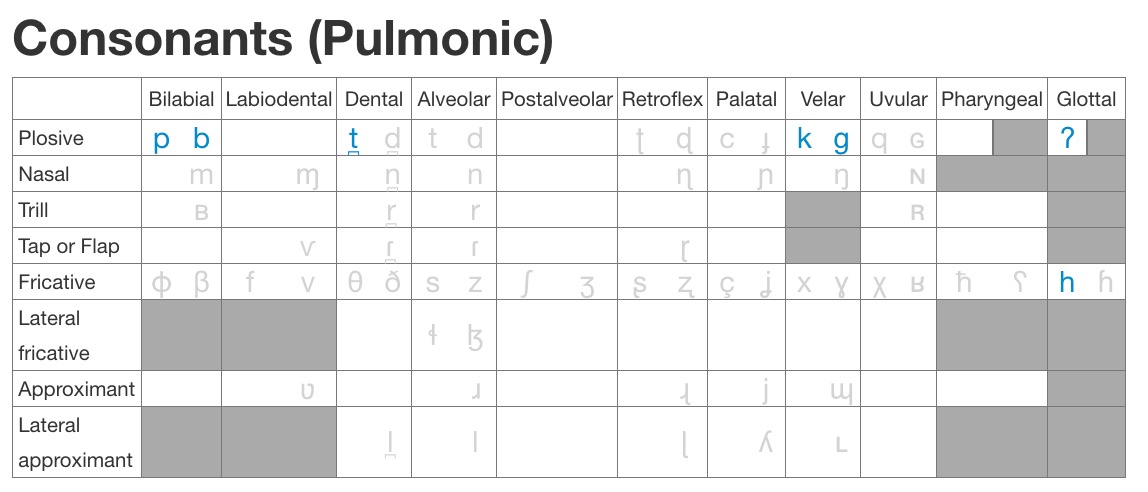 Consonants (Pulmonic)
Bilabial Labiodental Dental Alveolar Postalveolar Retroflex Palatal Velar Uvular Pharyngeal Glottal
Plosive p b t̪ d̪ t d ʈ ɖ c ɟ k ɡ q ɢ ʔ
Nasal m ɱ n̪ n ɳ ɲ ŋ ɴ
Trill ʙ r̪ r ʀ
Tap or Flap ⱱ ɾ̪ ɾ ɽ
Fricative ɸ β f v θ ð s z ʃ ʒ ʂ ʐ ç ʝ x ɣ χ ʁ ħ ʕ h ɦ
Lateral
fricative ɬ ɮ
Approximant ʋ ɹ ɻ j ɰ
Lateral
approximant l̪ l ɭ ʎ ʟ